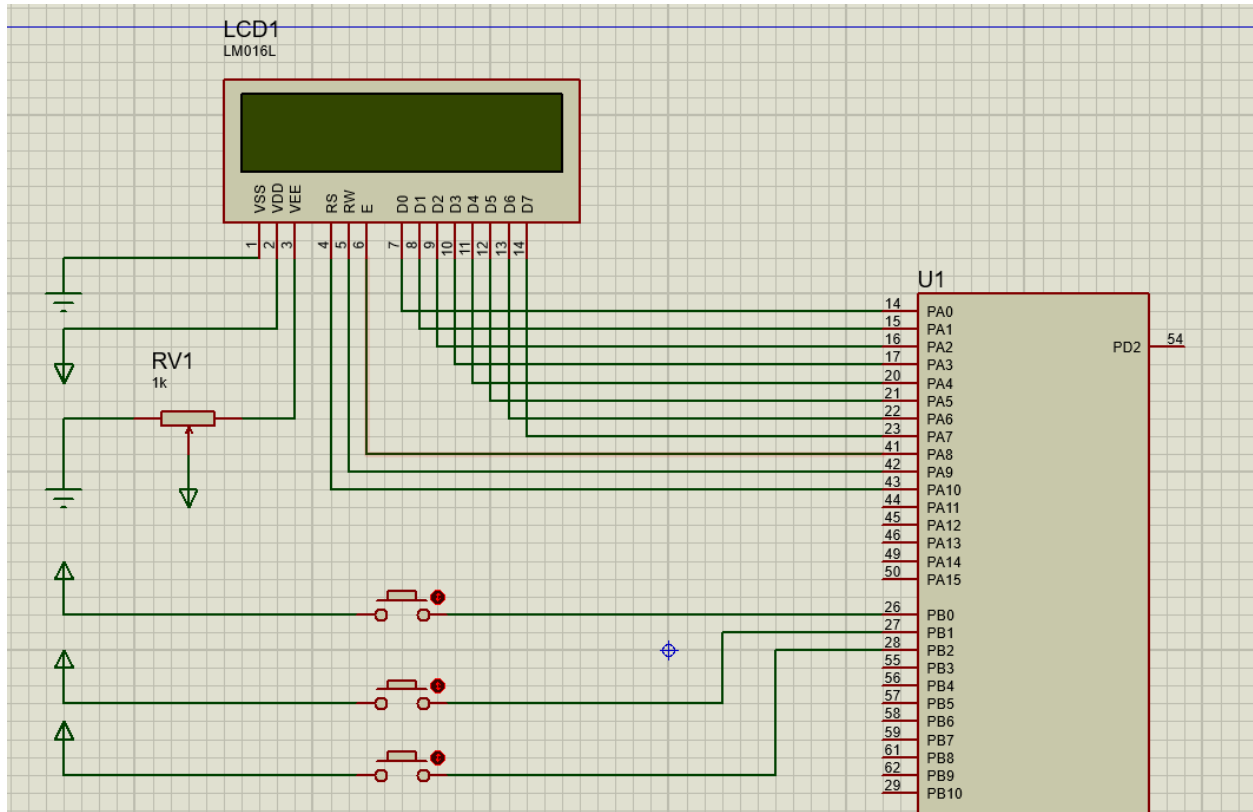 LCD1
LM016L
VSS
VDD
VEE
RS
RW
E
D0
D1
D2
D3
D4
D5
D6
D7
1
2
3
4
5
6
7
8
9
10
11
12
13
14
RV1
1k
U1
14 PA0
15 PA1
16 PA2
17 PA3
20 PA4
21 PA5
22 PA6
23 PA7
41 PA8
42 PA9
43 PA10
44 PA11
45 PA12
46 PA13
49 PA14
50 PA15
26 PB0
27 PB1
28 PB2
55 PB3
56 PB4
57 PB5
58 PB6
59 PB7
61 PB8
62 PB9
29 PB10
PD2 54